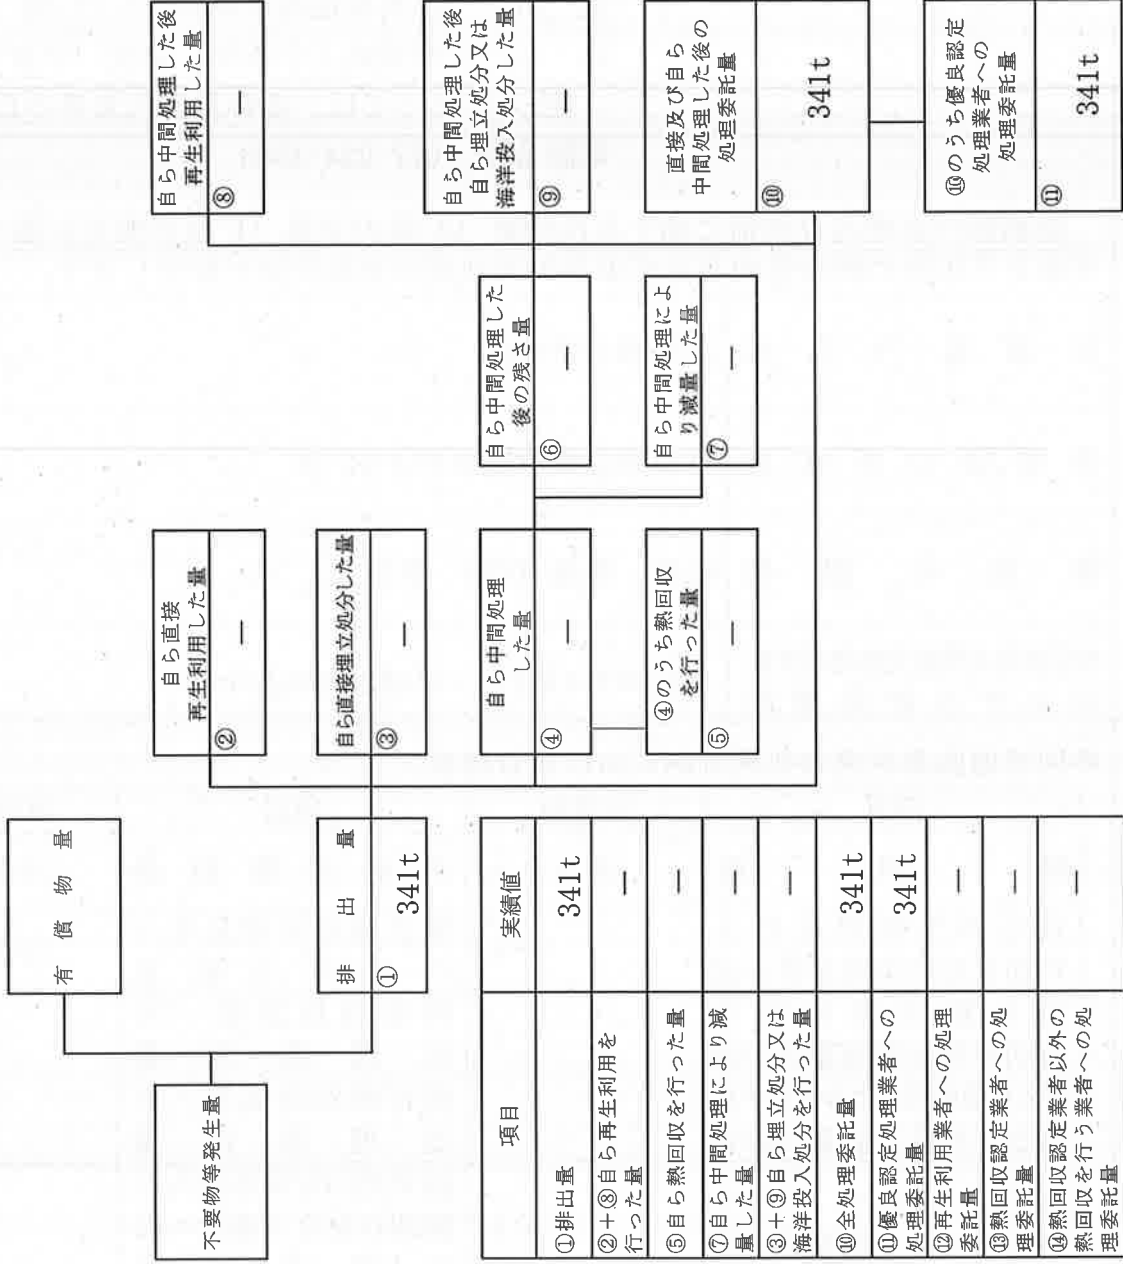 不要物等発生量
有償物量
排出量
①
341t
自ら直接
再生利用した量
②
—
自ら直接埋立処分した量
③
—
自ら中間処理
した量
④
—
④のうち熱回収
を行った量
⑤
—
自ら中間処理した
後の残さ量
⑥
—
自ら中間処理によ
り減量した量
⑦
—
自ら中間処理した後
再生利用した量
⑧
—
自ら中間処理した後
自ら埋立処分又は
海洋投入処分した量
⑨
—
直接及び自ら
中間処理した後の
処理委託量
⑩
341t
⑩のうち優良認定
処理業者への
処理委託量
⑪
341t
項目 実績値
①排出量 341t
②+⑧自ら再生利用を
行った量 —
⑤自ら熱回収を行った量 —
⑦自ら中間処理により減
量した量 —
③+⑨自ら埋立処分又は
海洋投入処分を行った量 —
⑩全処理委託量 341t
⑪優良認定処理業者への
処理委託量 341t
⑫再生利用業者への処理
委託量 —
⑬熱回収認定業者への処
理委託量 —
⑭熱回収認定業者以外の
熱回収を行う業者への処
理委託量 —